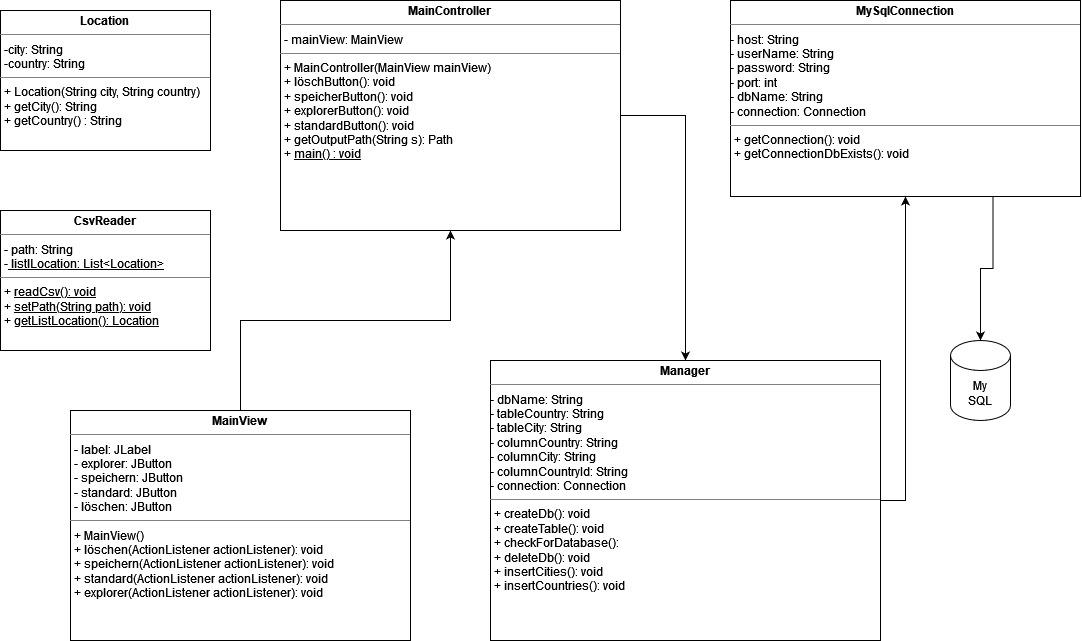 Location
-city: String
-country: String
+ Location(String city, String country)
+ getCity(): String
+ getCountry() : String
MainController
- mainView: MainView
+ MainController(MainView mainView)
+ löschButton(): void
+ speicherButton(): void
+ explorerButton(): void
+ standardButton(): void
+ getOutputPath(String s): Path
+ main() : void
MySqlConnection
- host: String
- userName: String
- password: String
- port: int
- dbName: String
- connection: Connection
+ getConnection(): void
+ getConnectionDbExists(): void
CsvReader
- path: String
- listlLocation: List<Location>
+ readCsv(): void
+ setPath(String path): void
+ getListLocation(): Location
My
SQL
Manager
- dbName: String
- tableCountry: String
- tableCity: String
- columnCountry: String
- columnCity: String
- columnCountryId: String
- connection: Connection
+ createDb(): void
+ createTable(): void
+ checkForDatabase():
+ deleteDb(): void
+ insertCities(): void
+ insertCountries(): void
MainView
- label: JLabel
- explorer: JButton
- speichern: JButton
- standard: JButton
- löschen: JButton
+ MainView()
+ löschen(ActionListener actionListener): void
+ speichern(ActionListener actionListener): void
+ standard(ActionListener actionListener): void
+ explorer(ActionListener actionListener): void